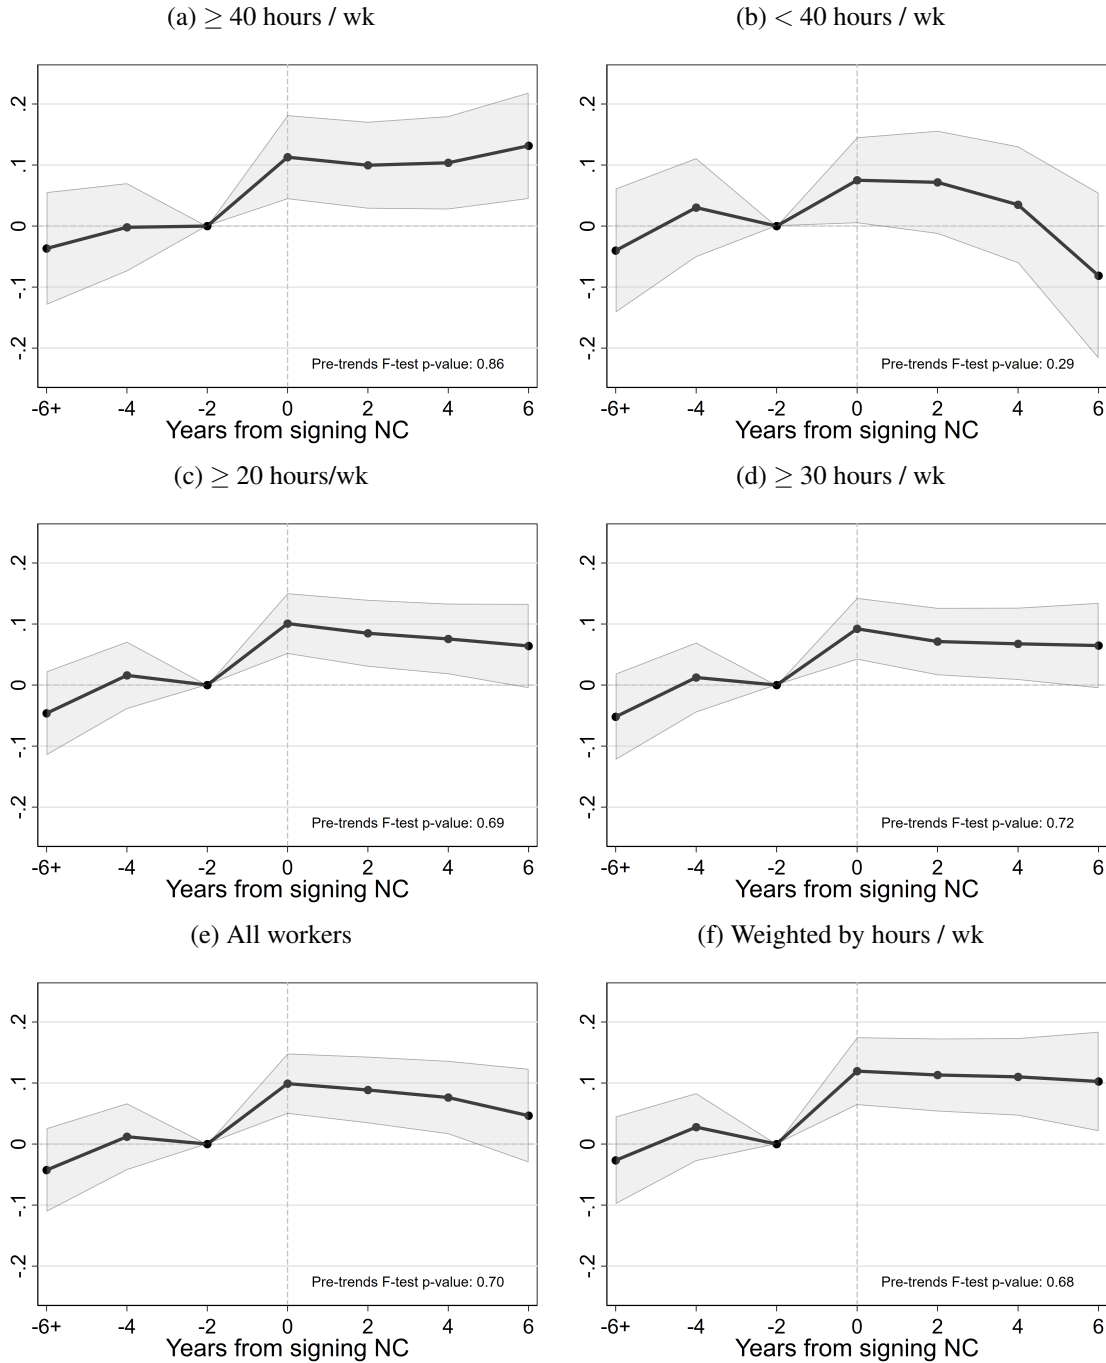 (a) ≥ 40 hours / wk
.2
.1
0
-.1
-.2
Pre-trends F-test p-value: 0.86
-6+ -4 -2 0 2 4 6
Years from signing NC
(b) < 40 hours / wk
.2
.1
0
-.1
-.2
Pre-trends F-test p-value: 0.29
-6+ -4 -2 0 2 4 6
Years from signing NC
(c) ≥ 20 hours/wk
.2
.1
0
-.1
-.2
Pre-trends F-test p-value: 0.69
-6+ -4 -2 0 2 4 6
Years from signing NC
(d) ≥ 30 hours / wk
.2
.1
0
-.1
-.2
Pre-trends F-test p-value: 0.72
-6+ -4 -2 0 2 4 6
Years from signing NC
(e) All workers
.2
.1
0
-.1
-.2
Pre-trends F-test p-value: 0.70
-6+ -4 -2 0 2 4 6
Years from signing NC
(f) Weighted by hours / wk
.2
.1
0
-.1
-.2
Pre-trends F-test p-value: 0.68
-6+ -4 -2 0 2 4 6
Years from signing NC